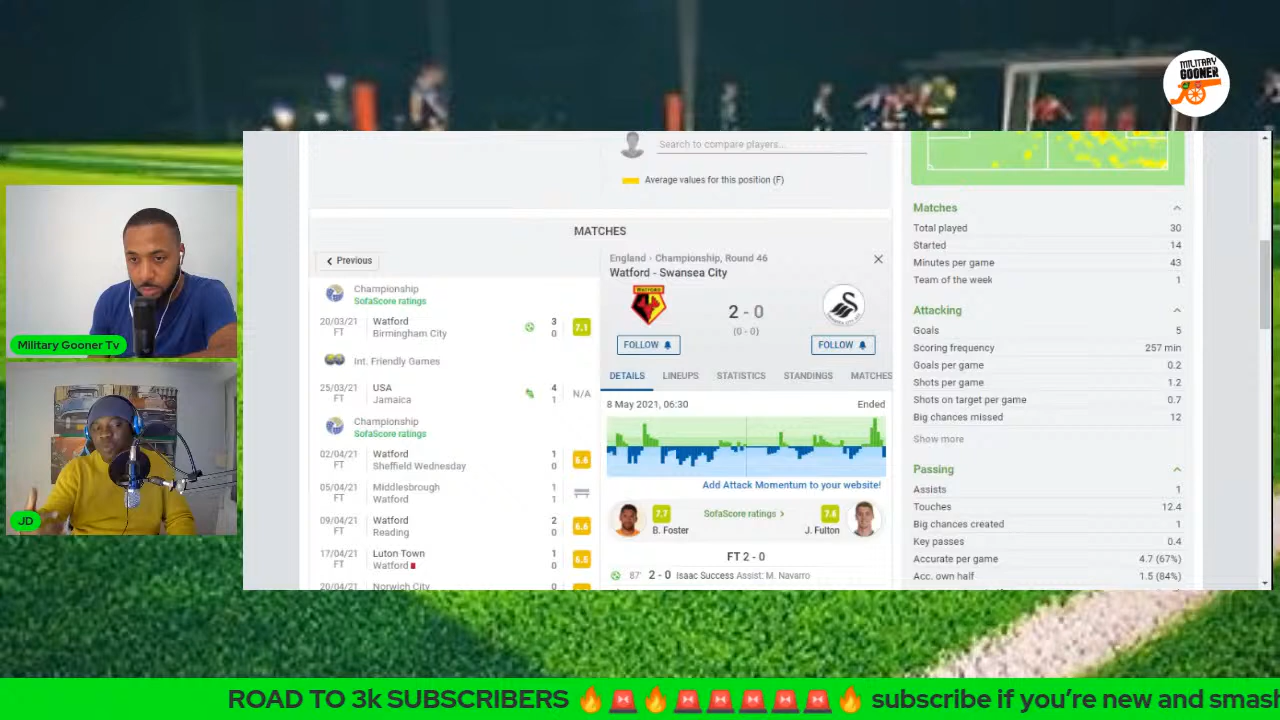 MILITARY
GOONER
Search to compare players...
Average values for this position (F)
MATCHES
Previous
Championship
SofaScore ratings
20/03/21
FT
Watford
Birmingham City
3
0
7.1
Int. Friendly Games
25/03/21
FT
USA
Jamaica
4
1
N/A
Championship
SofaScore ratings
02/04/21
FT
Watford
Sheffield Wednesday
1
0
6.6
05/04/21
FT
Middlesbrough
Watford
1
1
09/04/21
FT
Watford
Reading
2
0
6.6
17/04/21
FT
Luton Town
Watford
1
0
20/04/21
Norwich City
0
England · Championship, Round 46
Watford - Swansea City
2 - 0
(0 - 0)
FOLLOW
FOLLOW
DETAILS
LINEUPS
STATISTICS
STANDINGS
MATCHES
8 May 2021, 06:30
Ended
Add Attack Momentum to your website!
7.7
B. Foster
SofaScore ratings >
7.6
J. Fulton
FT 2 - 0
87' 2 - 0 Isaac Success Assist: M. Navarro
Matches
Total played 30
Started 14
Minutes per game 43
Team of the week 1
Attacking
Goals 5
Scoring frequency 257 min
Goals per game 0.2
Shots per game 1.2
Shots on target per game 0.7
Big chances missed 12
Show more
Passing
Assists 1
Touches 12.4
Big chances created 1
Key passes 0.4
Accurate per game 4.7 (67%)
Acc. own half 1.5 (84%)
Military Gooner Tv
JD
ROAD TO 3k SUBSCRIBERS 🔥🚨🔥🚨🚨🚨🚨🚨🔥 subscribe if you're new and smash